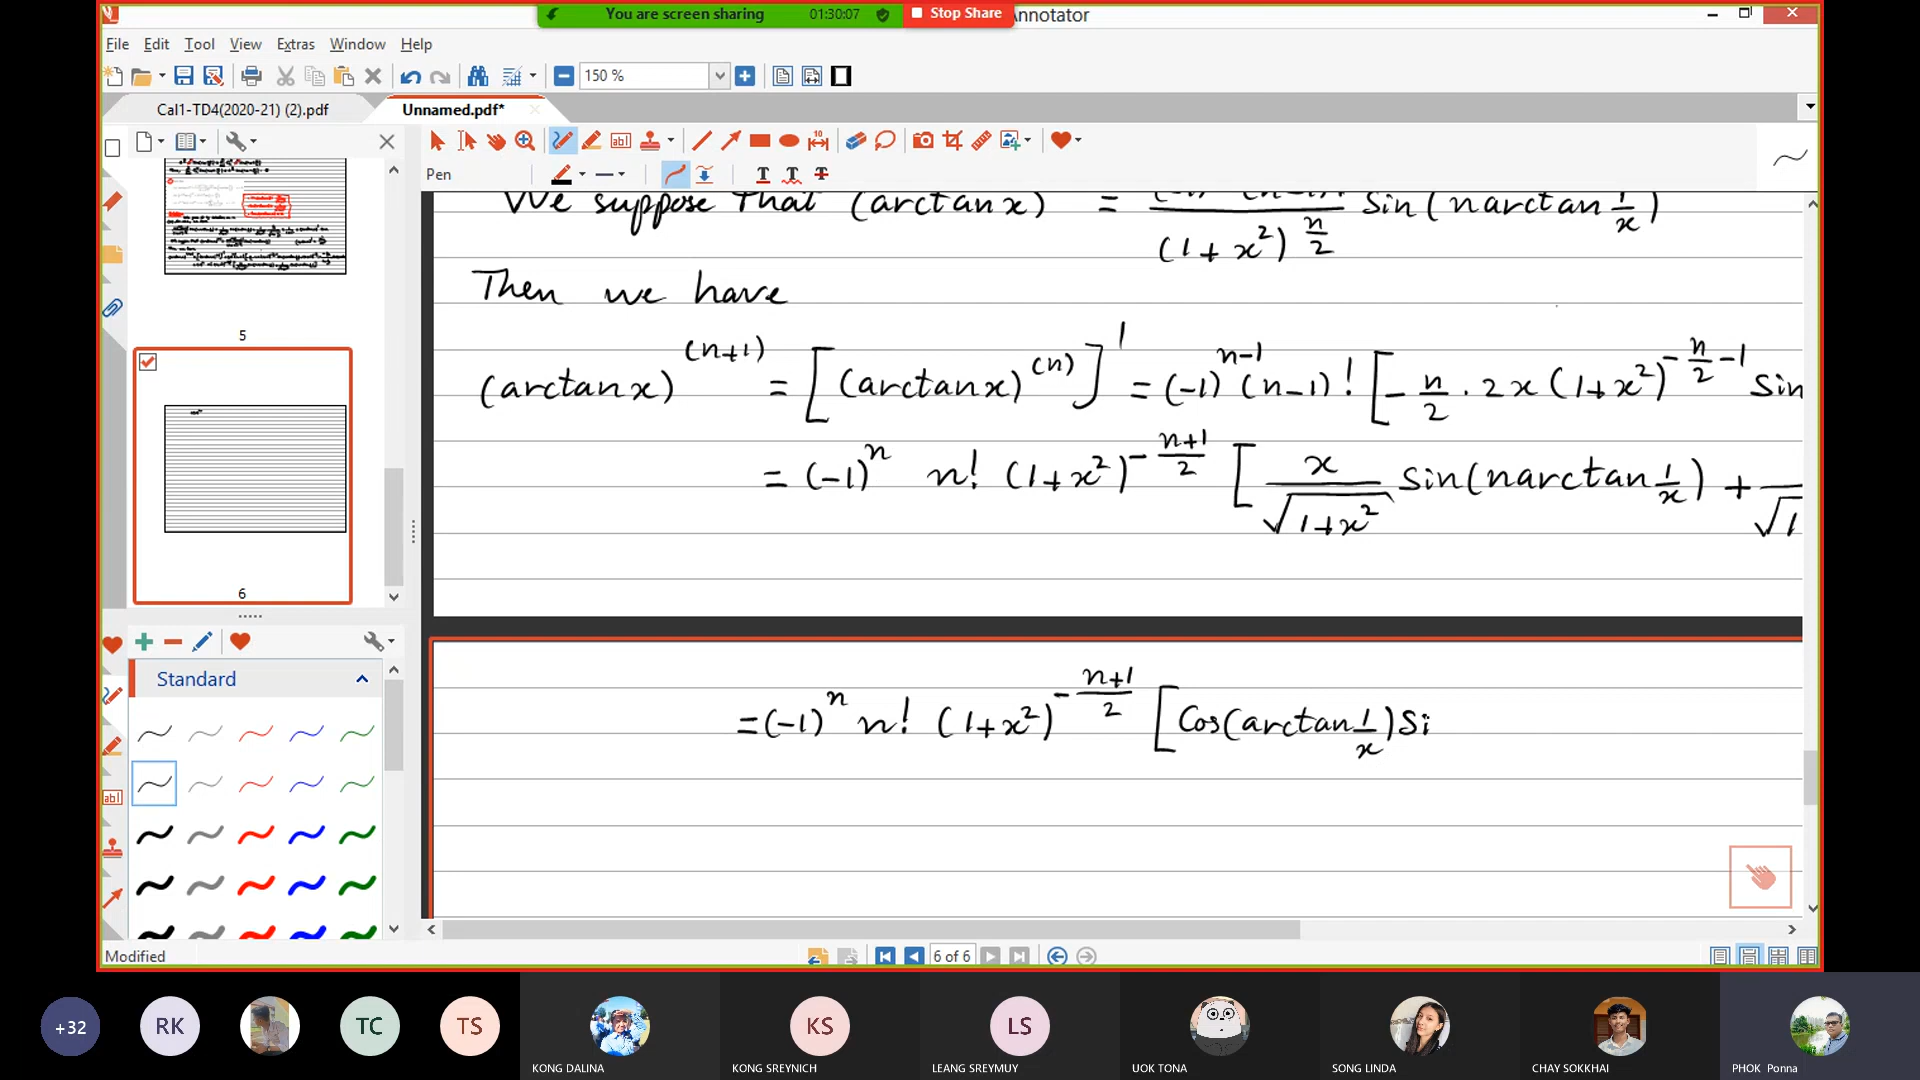 You are screen sharing 01:30:07 Stop Share Annotator
File Edit Tool View Extras Window Help
150 %
Cal1-TD4(2020-21) (2).pdf Unnamed.pdf*
Pen
We suppose that (arctan x) = (1+x²)^(n/2) Sin(n arctan 1/x)
Then we have
(arctan x)^(n+1) = [(arctan x)^(n)]' = (-1)^(n-1) (n-1)! [-n/2 . 2x (1+x²)^(-n/2-1) Sin
= (-1)^n n! (1+x²)^(-(n+1)/2) [x/√(1+x²) Sin(n arctan 1/x) + √1
5
6
= (-1)^n n! (1+x²)^(-(n+1)/2) [Cos(arctan 1/x) Si
Standard
Modified
6 of 6
+32 RK TC TS KS LS
KONG DALINA KONG SREYNICH LEANG SREYMUY UOK TONA SONG LINDA CHAY SOKKHAI PHOK Ponna